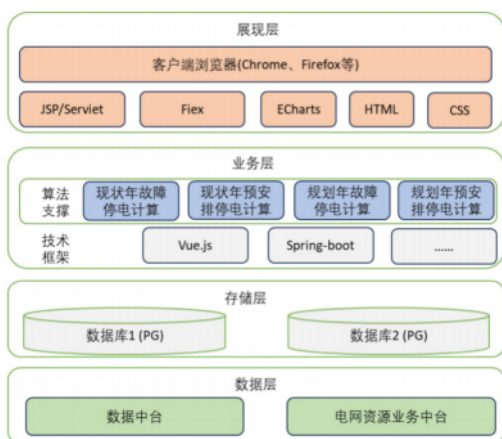 展现层
客户端浏览器(Chrome、Firefox等)
JSP/Serviet
Fiex
ECharts
HTML
CSS
业务层
算法
支撑
现状年故障
停电计算
现状年预安
排停电计算
规划年故障
停电计算
规划年预安
排停电计算
技术
框架
Vue.js
Spring-boot
......
存储层
数据库1 (PG)
数据库2 (PG)
数据层
数据中台
电网资源业务中台